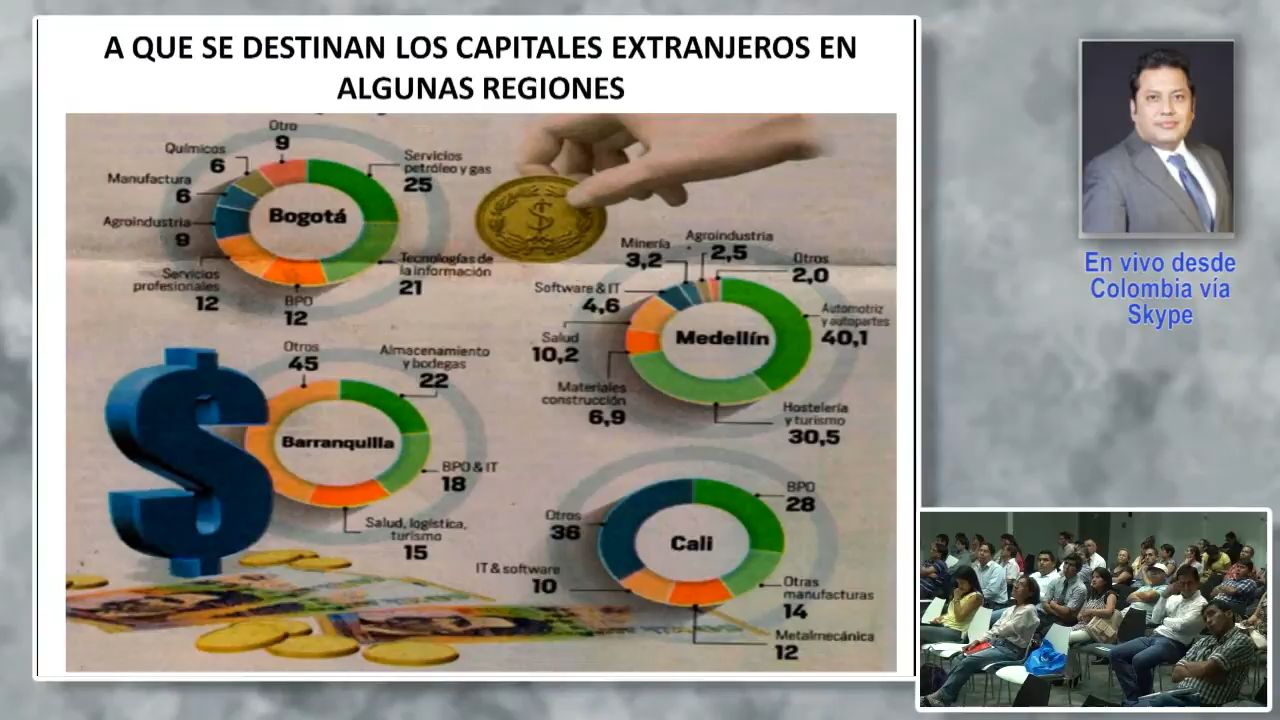 A QUE SE DESTINAN LOS CAPITALES EXTRANJEROS EN
ALGUNAS REGIONES
Otro
9
Químicos
6
Manufactura
6
Agroindustria
9
Servicios
profesionales
12
BPO
12
Tecnologías de
la información
21
Servicios
petróleo y gas
25
Bogotá
Minería
3,2
Agroindustria
2,5
Otros
2,0
Software & IT
4,6
Salud
10,2
Materiales
construcción
6,9
Automotriz
y autopartes
40,1
Hostelería
y turismo
30,5
Medellín
Otros
45
Almacenamiento
y bodegas
22
BPO & IT
18
Salud, logística,
turismo
15
Barranquilla
Otros
36
BPO
28
IT & software
10
Otras
manufacturas
14
Metalmecánica
12
Cali
En vivo desde
Colombia vía
Skype